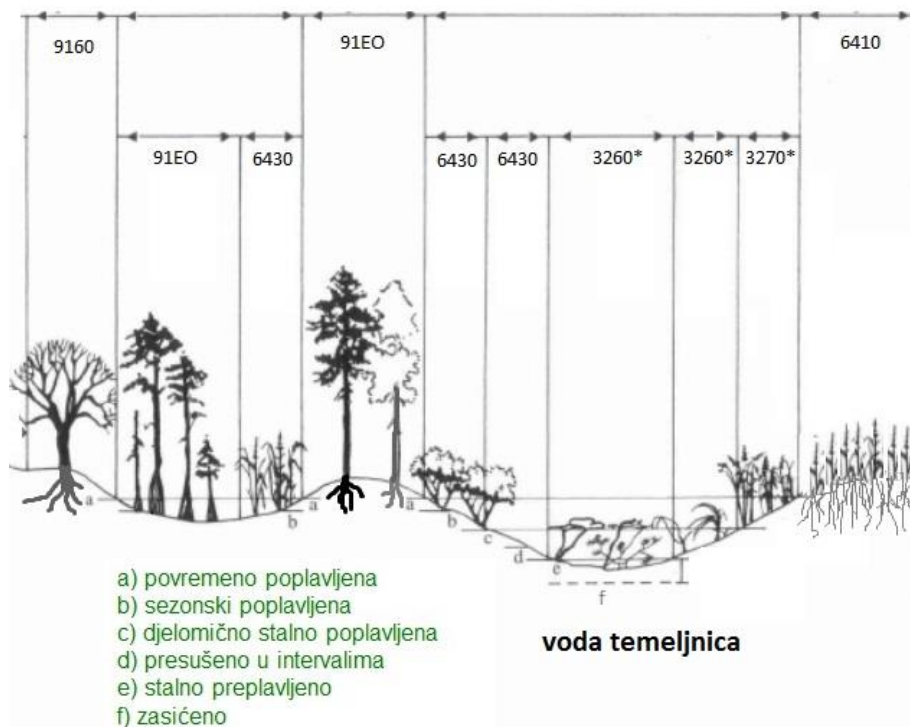 9160
91EO
6410
91EO
6430
6430
6430
3260*
3260*
3270*
a
b
a
a
b
c
d
e
f
a) povremeno poplavljena
b) sezonski poplavljena
c) djelomično stalno poplavljena
d) presušeno u intervalima
e) stalno preplavljeno
f) zasićeno
voda temeljnica